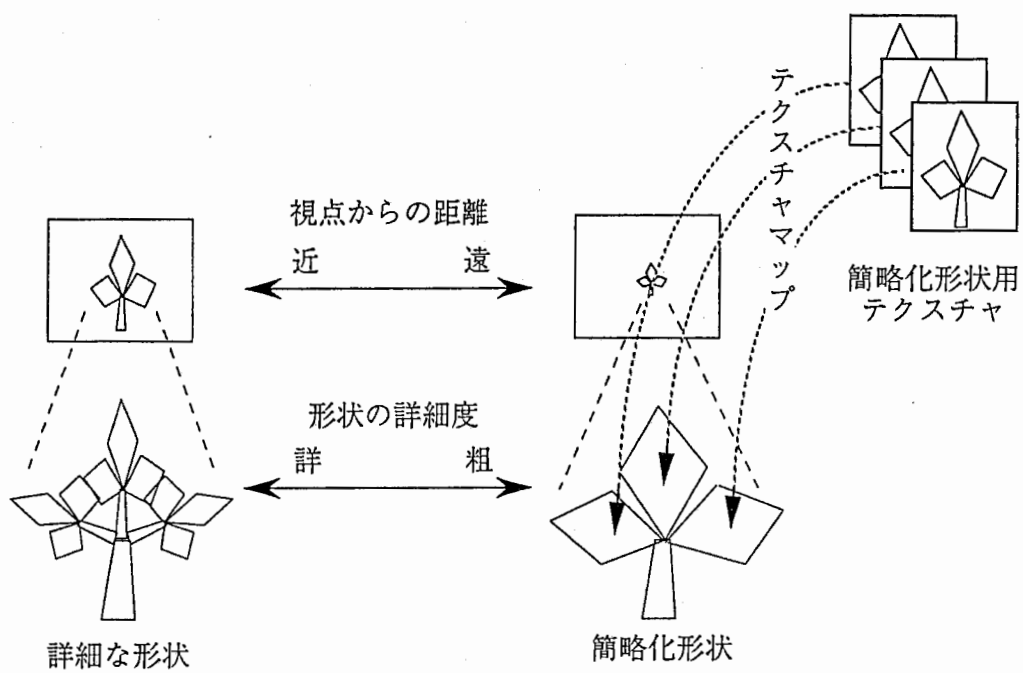 テクスチャマップ
視点からの距離
近 遠
簡略化形状用
テクスチャ
形状の詳細度
詳 粗
詳細な形状
簡略化形状